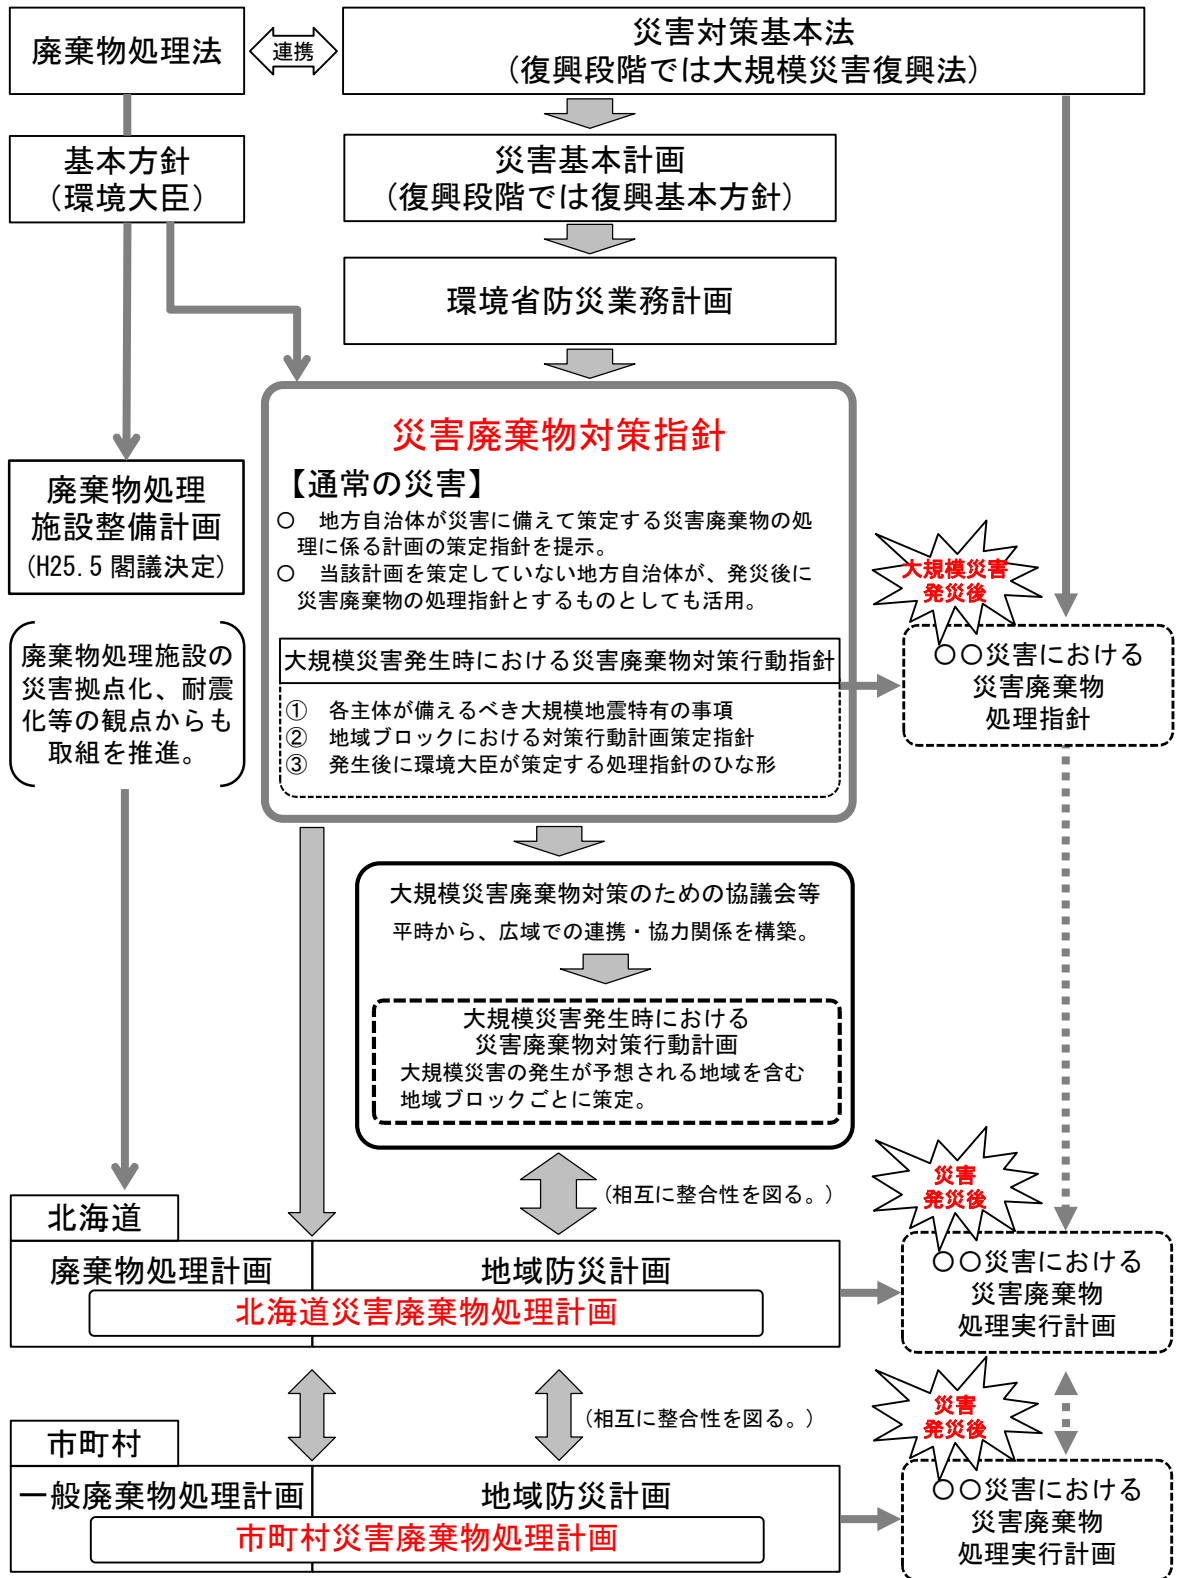 廃棄物処理法
連携
災害対策基本法
(復興段階では大規模災害復興法)
基本方針
(環境大臣)
災害基本計画
(復興段階では復興基本方針)
環境省防災業務計画
災害廃棄物対策指針
【通常の災害】
○ 地方自治体が災害に備えて策定する災害廃棄物の処
理に係る計画の策定指針を提示。
○ 当該計画を策定していない地方自治体が、発災後に
災害廃棄物の処理指針とするものとしても活用。
大規模災害発生時における災害廃棄物対策行動指針
① 各主体が備えるべき大規模地震特有の事項
② 地域ブロックにおける対策行動計画策定指針
③ 発生後に環境大臣が策定する処理指針のひな形
廃棄物処理
施設整備計画
(H25.5 閣議決定)
廃棄物処理施設の
災害拠点化、耐震
化等の観点からも
取組を推進。
大規模災害
発災後
○○災害における
災害廃棄物
処理指針
大規模災害廃棄物対策のための協議会等
平時から、広域での連携・協力関係を構築。
大規模災害発生時における
災害廃棄物対策行動計画
大規模災害の発生が予想される地域を含む
地域ブロックごとに策定。
(相互に整合性を図る。)
北海道
廃棄物処理計画
地域防災計画
北海道災害廃棄物処理計画
災害
発災後
○○災害における
災害廃棄物
処理実行計画
(相互に整合性を図る。)
市町村
一般廃棄物処理計画
地域防災計画
市町村災害廃棄物処理計画
災害
発災後
○○災害における
災害廃棄物
処理実行計画